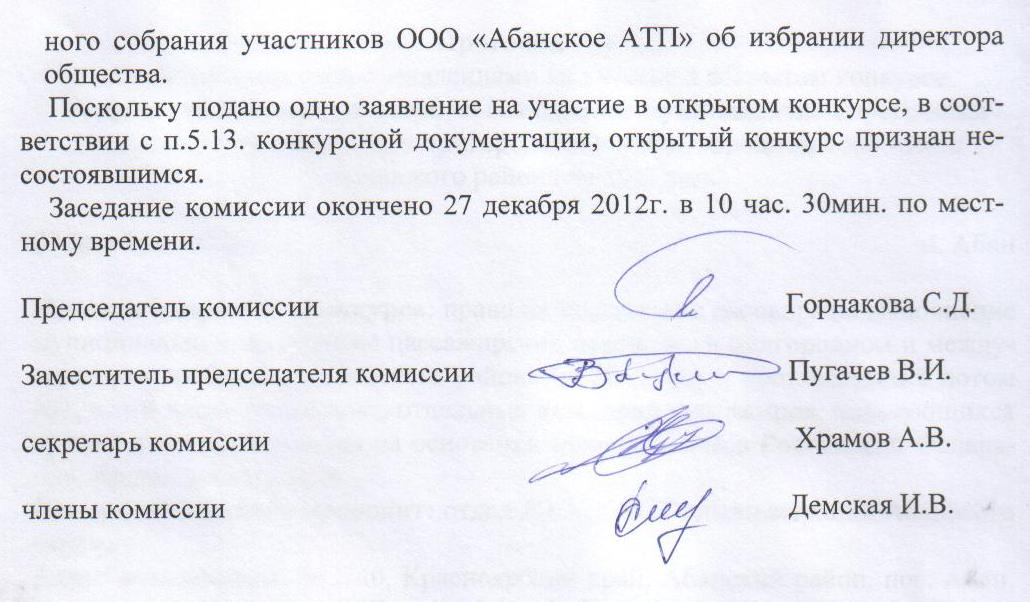 ного собрания участников ООО «Абанское АТП» об избрании директора
общества.
Поскольку подано одно заявление на участие в открытом конкурсе, в соот-
ветствии с п.5.13. конкурсной документации, открытый конкурс признан не-
состоявшимся.
Заседание комиссии окончено 27 декабря 2012г. в 10 час. 30мин. по мест-
ному времени.
Председатель комиссии Горнакова С.Д
Заместитель председателя комиссии Пугачев В.И.
секретарь комиссии Храмов А.В.
члены комиссии Демская И.В.